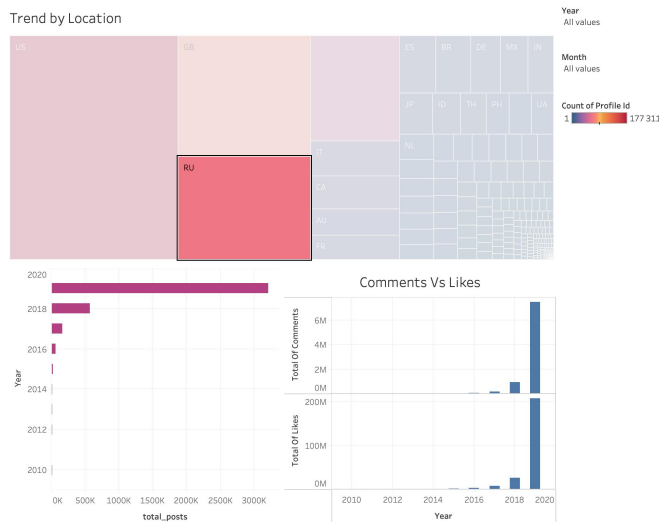 Trend by Location
Year
All values
Month
All values
Count of Profile Id
1 177 311
US
GB
ES BR DE MX IN
JP ID TH PH UA
NL
IT
RU
CA
AU
FR
2020
2018
2016
2014
2012
2010
Year
0K 500K 1000K 1500K 2000K 2500K 3000K
total_posts
Comments Vs Likes
6M
4M
2M
0M
Total Of Comments
200M
100M
0M
Total Of Likes
2010 2012 2014 2016 2018 2020
Year